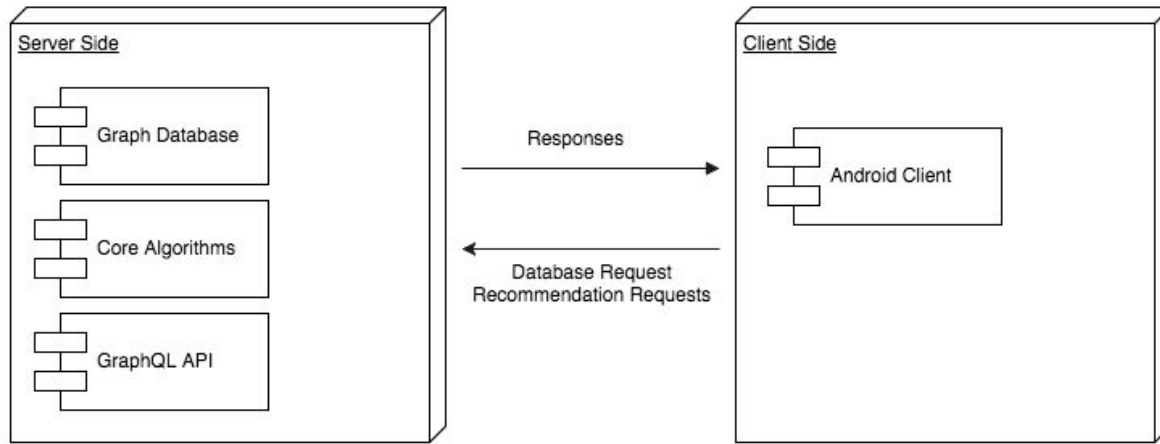 Server Side
Graph Database
Core Algorithms
GraphQL API
Responses
Database Request
Recommendation Requests
Client Side
Android Client